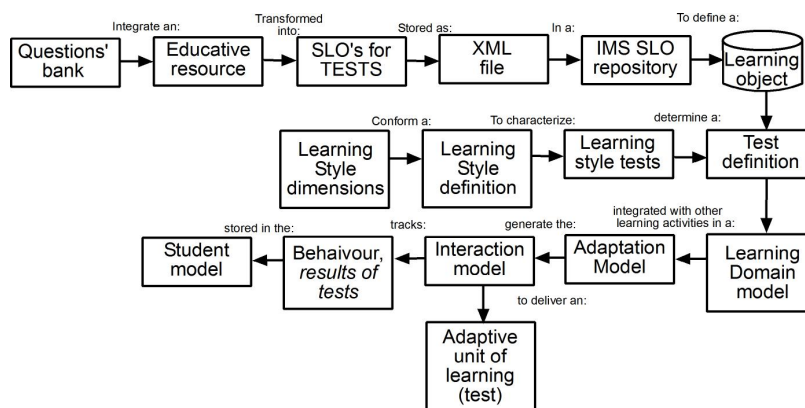 Integrate an:
Transformed
into:
Stored as:
In a:
To define a:
Questions'
bank
Educative
resource
SLO's for
TESTS
XML
file
IMS SLO
repository
Learning
object
Conform a:
To characterize:
determine a:
Learning
Style
dimensions
Learning
Style
definition
Learning
style tests
Test
definition
stored in the:
tracks:
generate the:
integrated with other
learning activities in a:
Student
model
Behaivour,
results of
tests
Interaction
model
Adaptation
Model
Learning
Domain
model
to deliver an:
Adaptive
unit of
learning
(test)